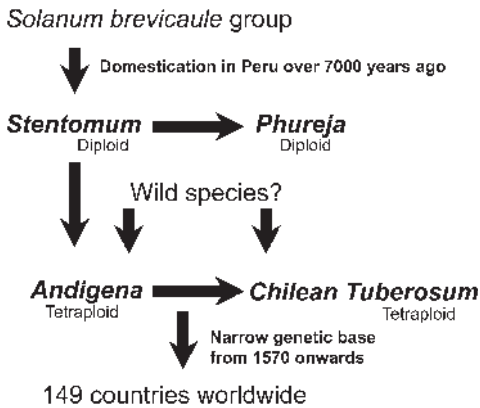 Solanum brevicaule group
Domestication in Peru over 7000 years ago
Stentomum Phureja
Diploid Diploid
Wild species?
Andigena Chilean Tuberosum
Tetraploid Tetraploid
Narrow genetic base
from 1570 onwards
149 countries worldwide